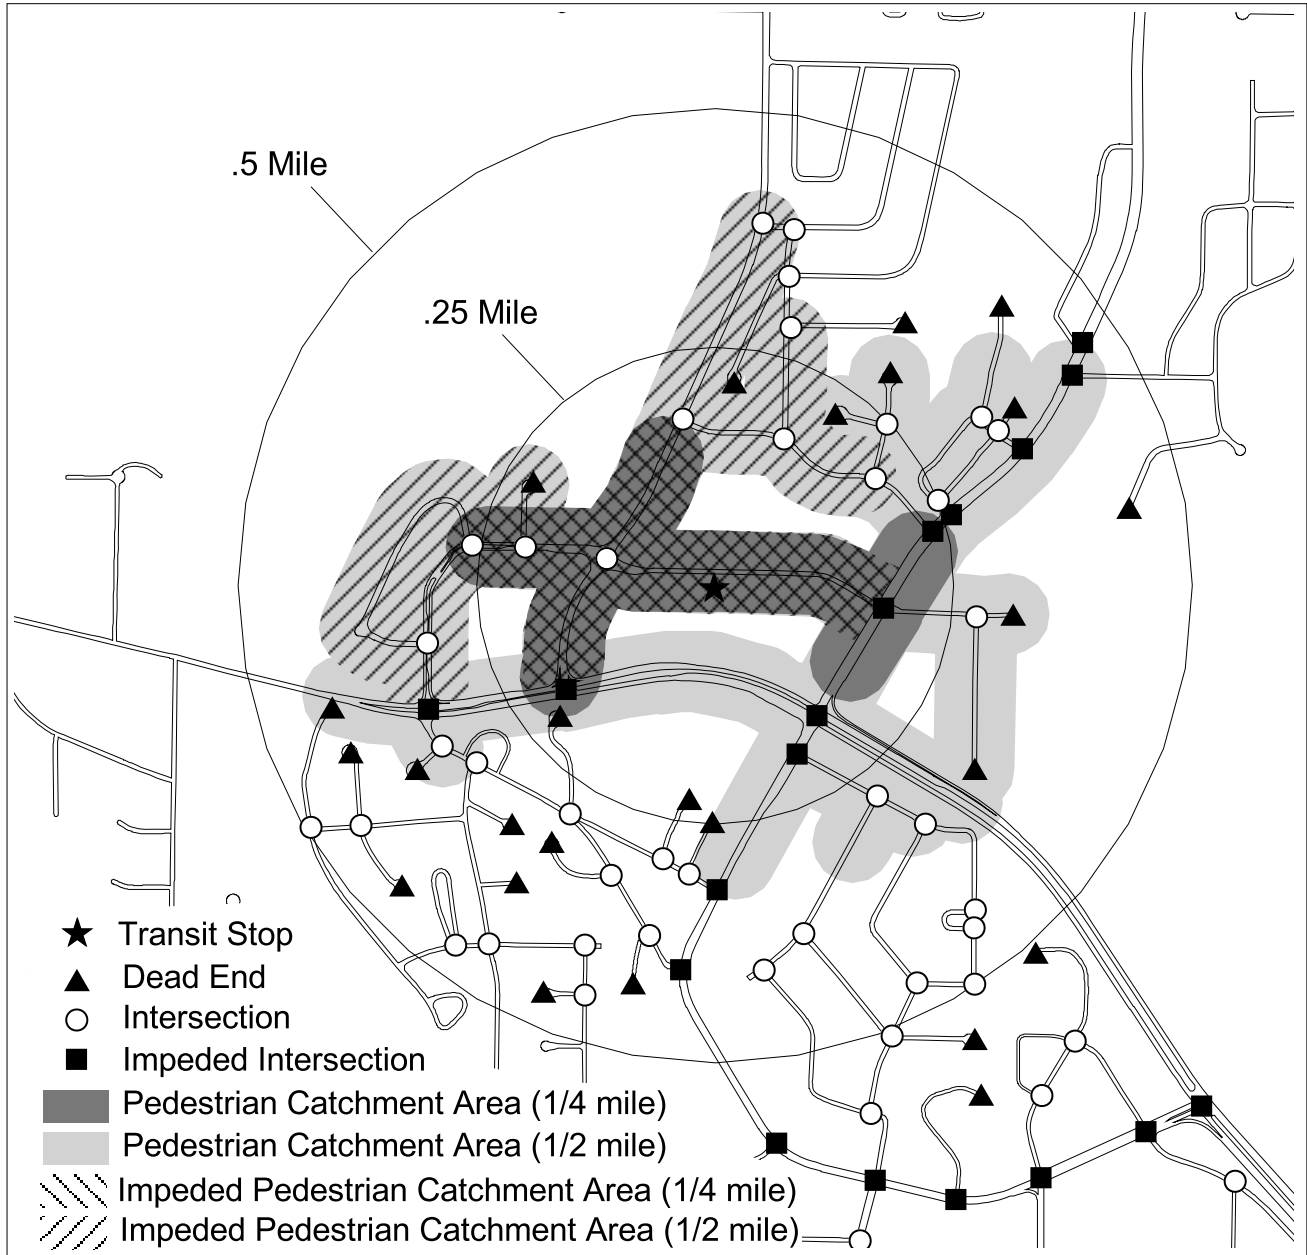 .5 Mile
.25 Mile
Transit Stop
Dead End
Intersection
Impeded Intersection
Pedestrian Catchment Area (1/4 mile)
Pedestrian Catchment Area (1/2 mile)
Impeded Pedestrian Catchment Area (1/4 mile)
Impeded Pedestrian Catchment Area (1/2 mile)